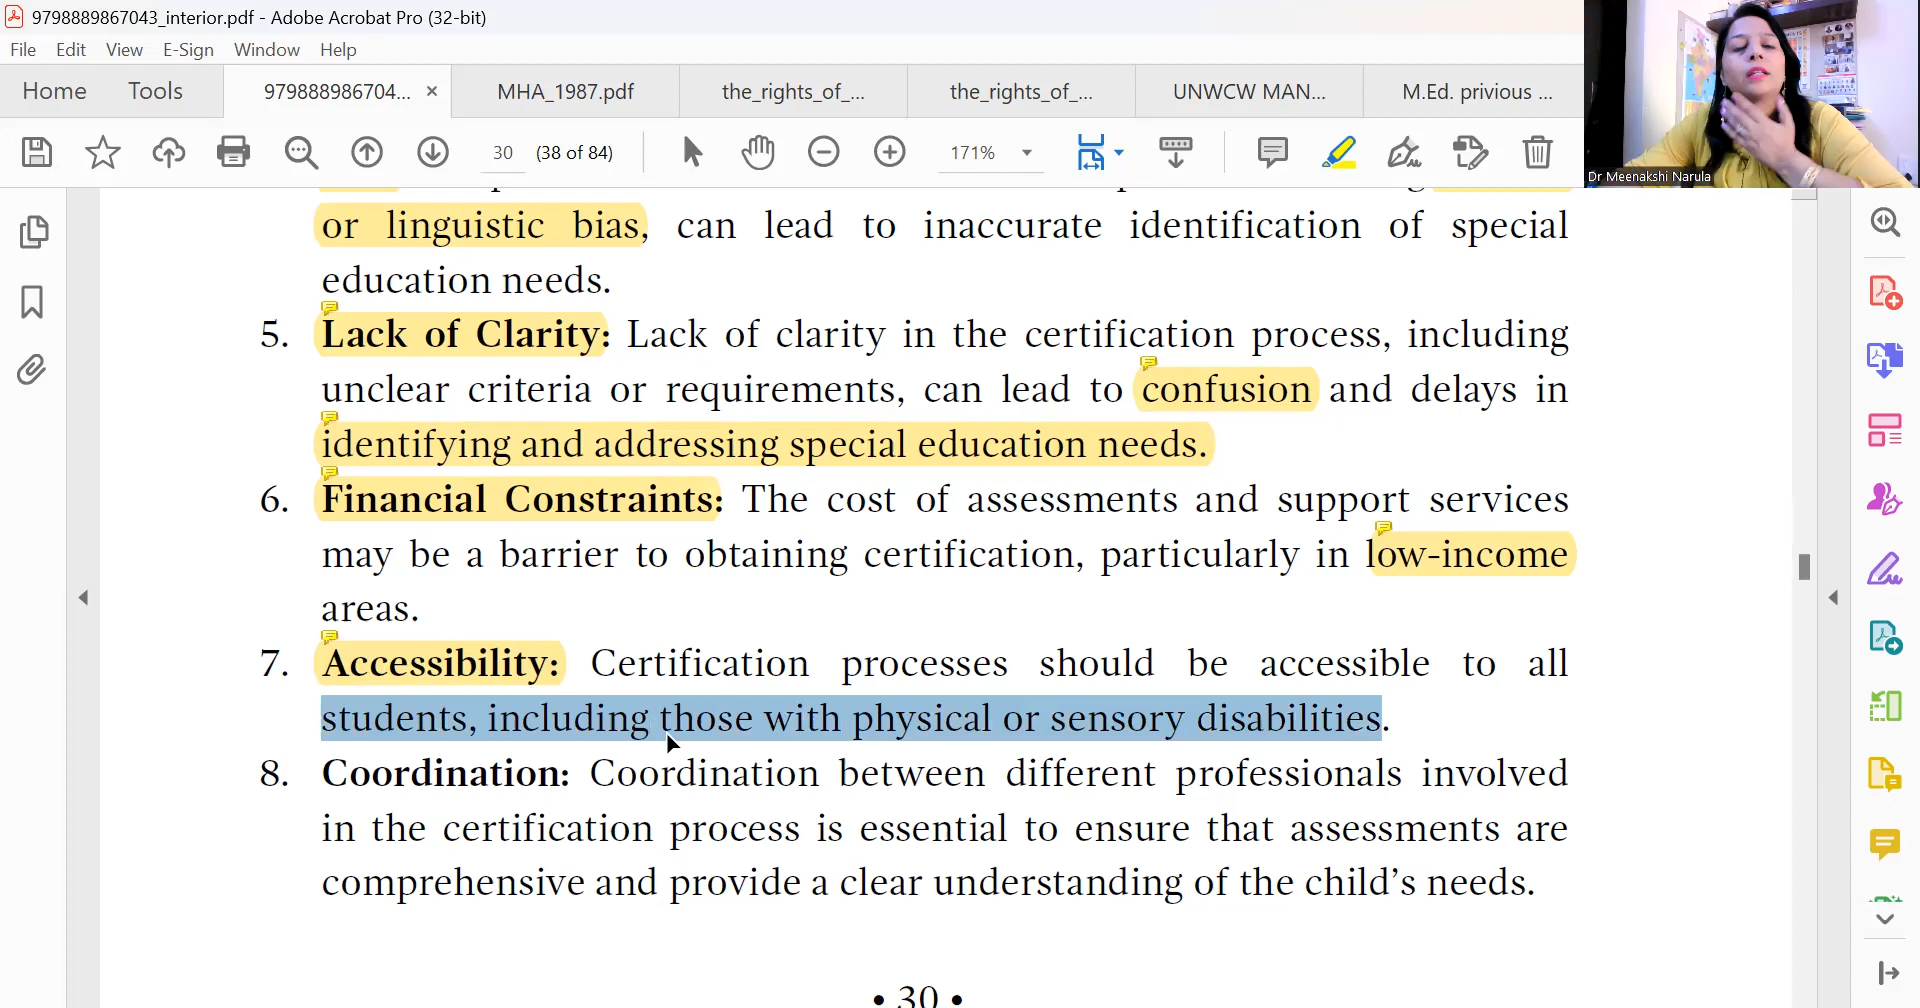 9798889867043_interior.pdf - Adobe Acrobat Pro (32-bit)
File Edit View E-Sign Window Help
Home Tools 979888986704... × MHA_1987.pdf the_rights_of_... the_rights_of_... UNWCW MAN... M.Ed. privious ...
30 (38 of 84) 171%
Dr Meenakshi Narula
or linguistic bias, can lead to inaccurate identification of special
education needs.
5. Lack of Clarity: Lack of clarity in the certification process, including
unclear criteria or requirements, can lead to confusion and delays in
identifying and addressing special education needs.
6. Financial Constraints: The cost of assessments and support services
may be a barrier to obtaining certification, particularly in low-income
areas.
7. Accessibility: Certification processes should be accessible to all
students, including those with physical or sensory disabilities.
8. Coordination: Coordination between different professionals involved
in the certification process is essential to ensure that assessments are
comprehensive and provide a clear understanding of the child’s needs.
• 30 •